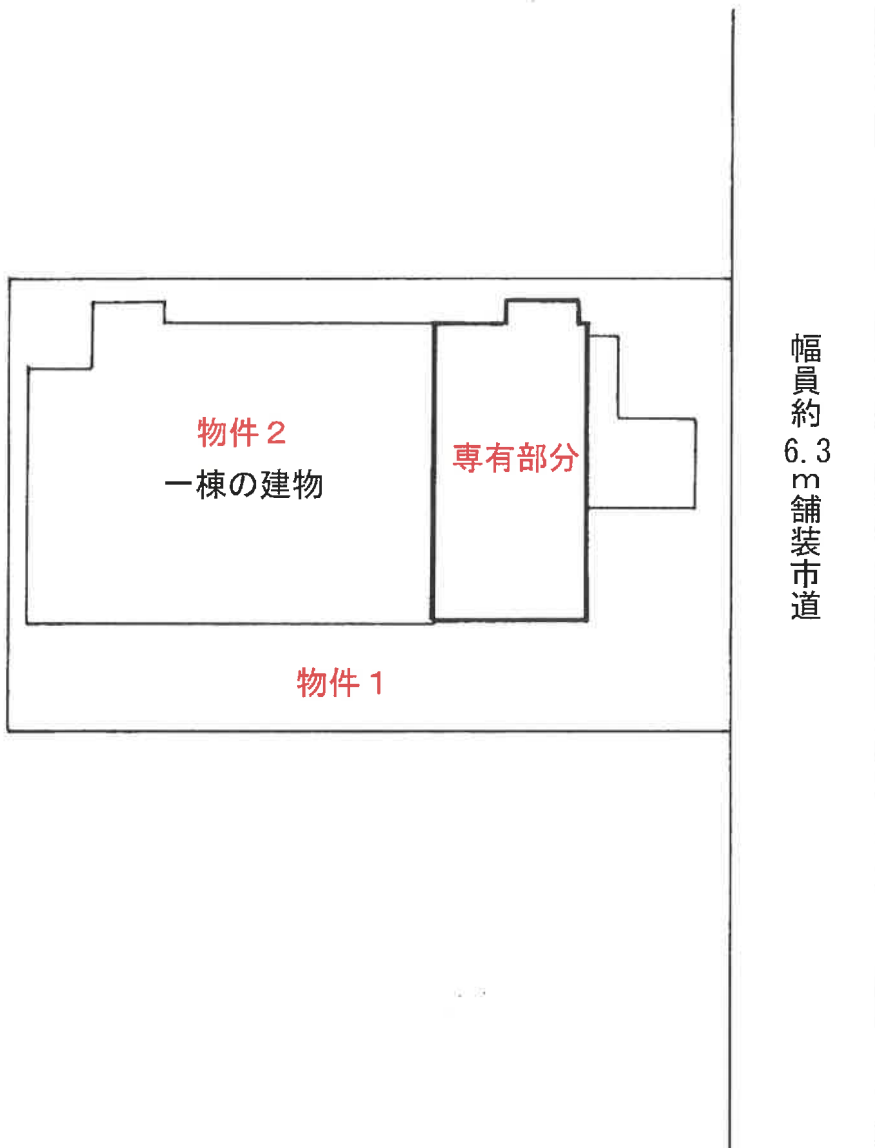 物件２
一棟の建物
専有部分
物件１
幅員約6.3ｍ舗装市道